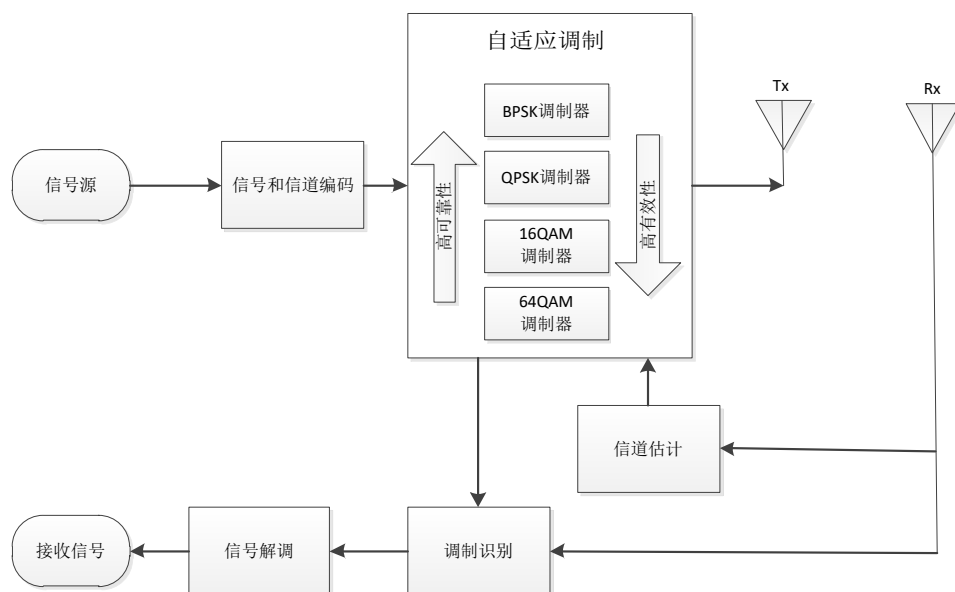 自适应调制
Tx
Rx
BPSK调制器
信号源
信号和信道编码
高可靠性
QPSK调制器
高有效性
16QAM
调制器
64QAM
调制器
信道估计
接收信号
信号解调
调制识别